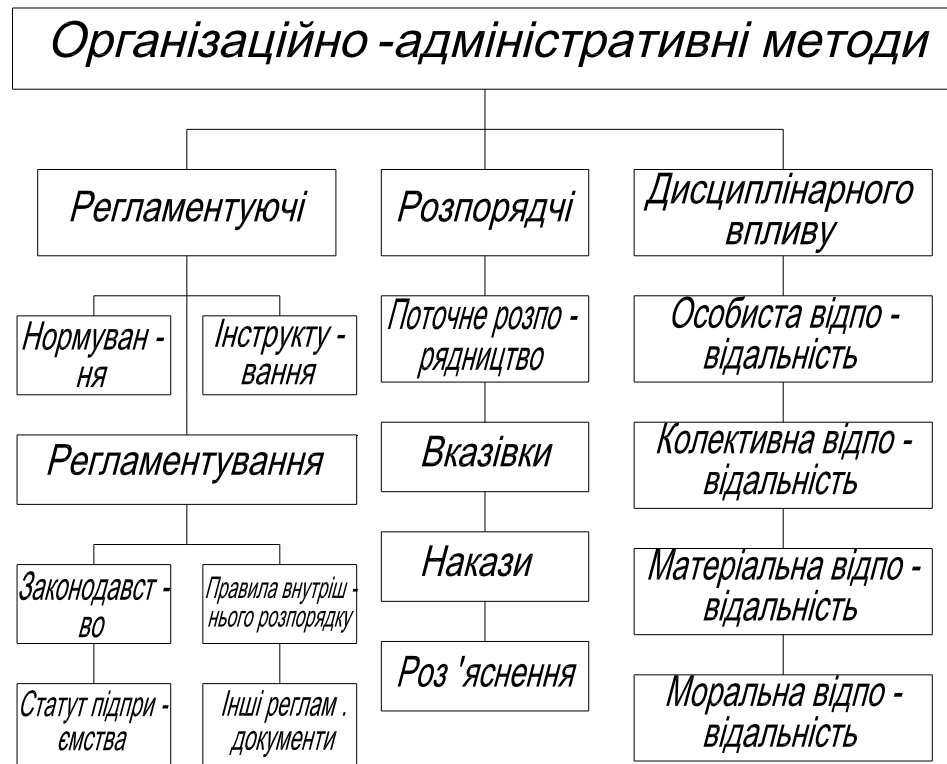 Організаційно -адміністративні методи
Регламентуючі
Розпорядчі
Дисциплінарного
впливу
Нормуван -
ня
Інструкту -
вання
Поточне розпо -
рядництво
Особиста відпо -
відальність
Регламентування
Вказівки
Колективна відпо -
відальність
Законодавст -
во
Правила внутріш -
нього розпорядку
Накази
Матеріальна відпо -
відальність
Статут підпри -
ємства
Інші реглам .
документи
Роз 'яснення
Моральна відпо -
відальність